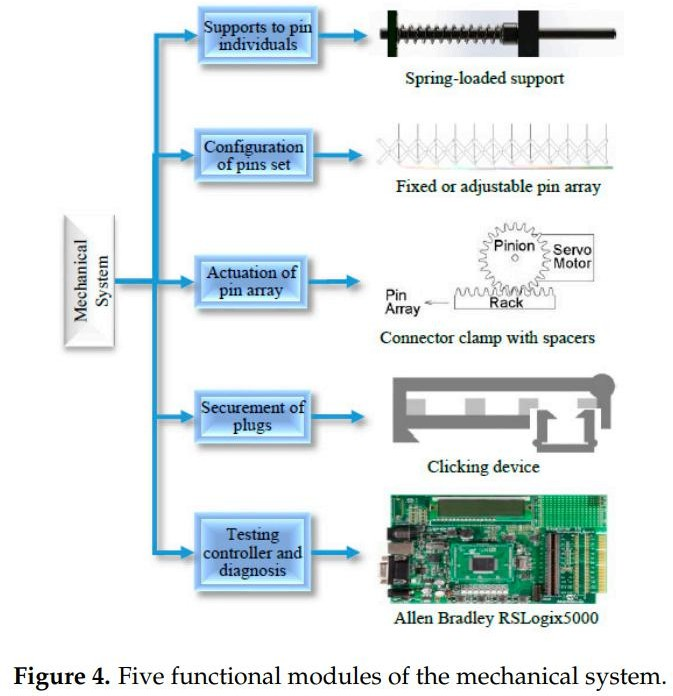 Supports to pin
individuals
Spring-loaded support
Configuration
of pins set
Fixed or adjustable pin array
Mechanical
System
Actuation of
pin array
Pinion
Servo
Motor
Pin
Array
Rack
Connector clamp with spacers
Securement of
plugs
Clicking device
Testing
controller and
diagnosis
Allen Bradley RSLogix5000
Figure 4. Five functional modules of the mechanical system.